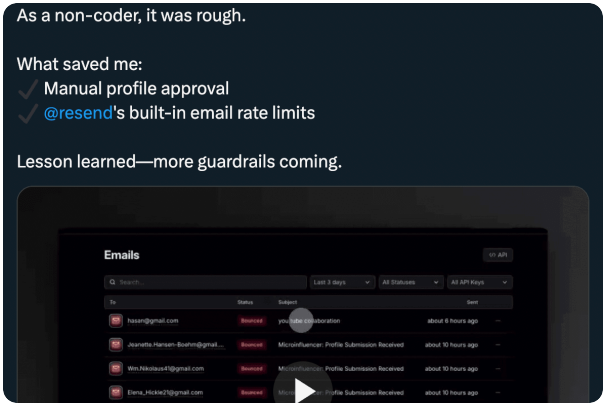 As a non-coder, it was rough.
What saved me:
✔ Manual profile approval
✔ @resend's built-in email rate limits
Lesson learned—more guardrails coming.
Emails
</> API
Search...
Last 3 days
All Statuses
All API Keys
To Status Subject Sent
hasan@gmail.com Bounced youtube collaboration about 6 hours ago ...
Jeanette.Hansen-Boehm@gmail.... Bounced Microinfluencer: Profile Submission Received about 10 hours ago ...
Wm.Nikolaus41@gmail.com Bounced Microinfluencer: Profile Submission Received about 10 hours ago ...
Elena_Hickle21@gmail.com Bounced Microinfluencer: Profile Submission Received about 10 hours ago ...